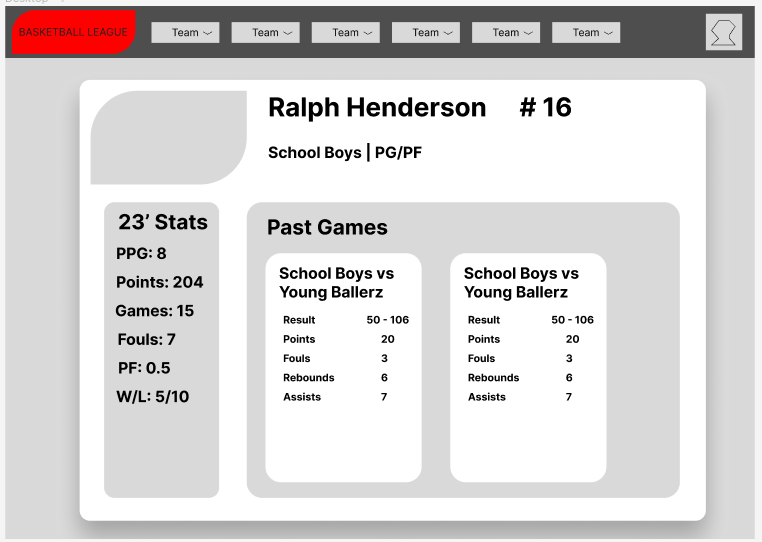 BASKETBALL LEAGUE
Team
Team
Team
Team
Team
Team
Ralph Henderson # 16
School Boys | PG/PF
23’ Stats
PPG: 8
Points: 204
Games: 15
Fouls: 7
PF: 0.5
W/L: 5/10
Past Games
School Boys vs
Young Ballerz
Result 50 - 106
Points 20
Fouls 3
Rebounds 6
Assists 7
School Boys vs
Young Ballerz
Result 50 - 106
Points 20
Fouls 3
Rebounds 6
Assists 7